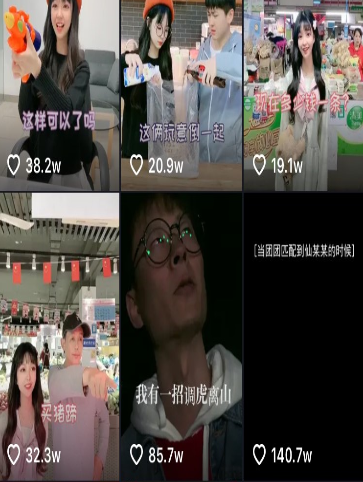 这样可以了吗
38.2w
这俩玩意倒一起
20.9w
现在多少钱一条?
19.1w
买猪蹄
32.3w
我有一招调虎离山
85.7w
[当团团匹配到仙某某的时候]
140.7w